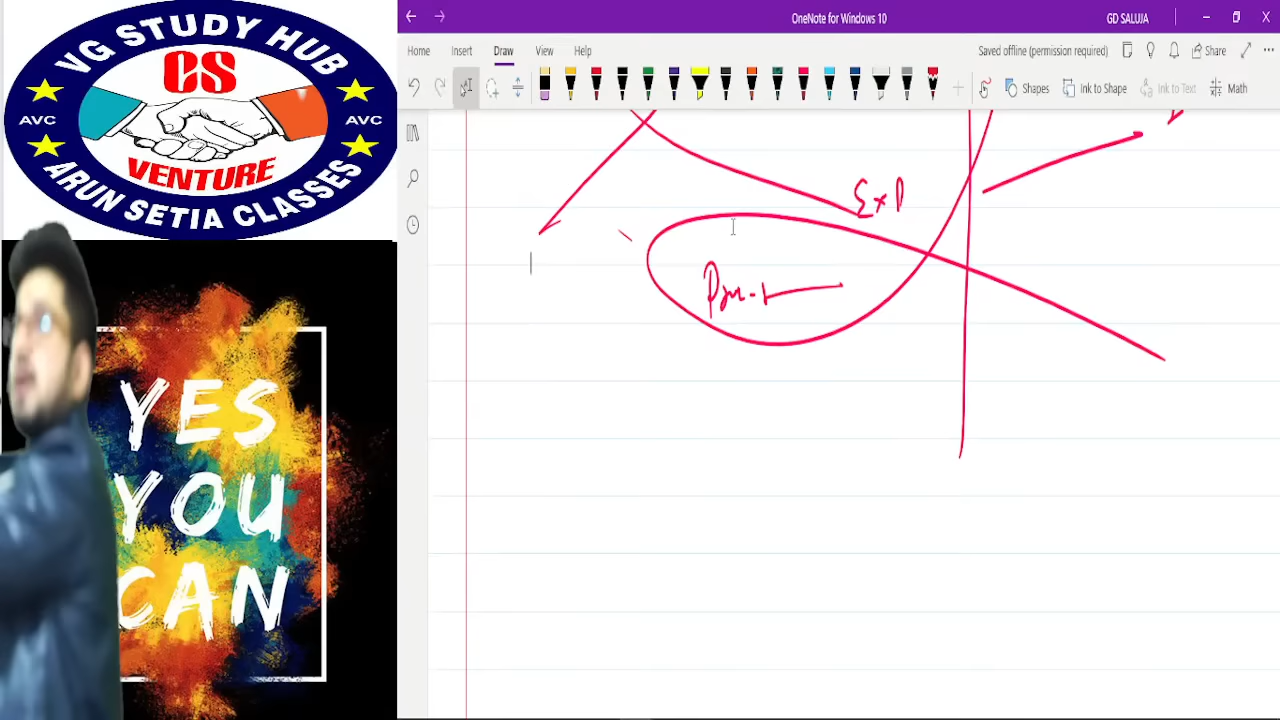 VG STUDY HUB
CS
AVC
AVC
VENTURE
ARUN SETIA CLASSES
YES
YOU
CAN
OneNote for Windows 10
GD SALUJA
Home
Insert
Draw
View
Help
Saved offline (permission required)
Share
Shapes
Ink to Shape
Ink to Text
Math
Exp